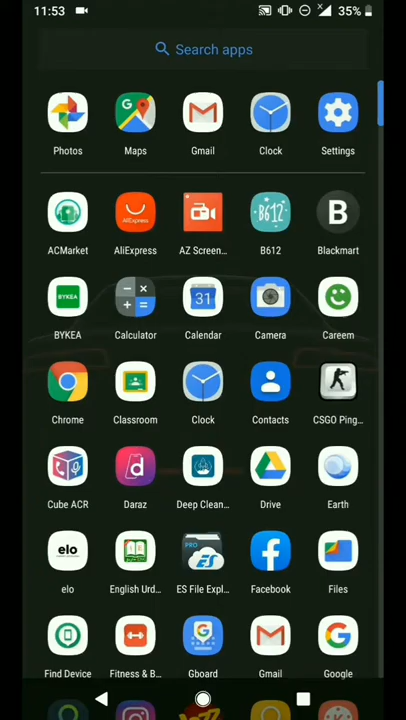 11:53 35%
Search apps
Photos Maps Gmail Clock Settings
ACMarket AliExpress AZ Screen... B612 Blackmart
BYKEA Calculator Calendar Camera Careem
Chrome Classroom Clock Contacts CSGO Ping...
Cube ACR Daraz Deep Clean... Drive Earth
elo English Urd... ES File Expl... Facebook Files
Find Device Fitness & B... Gboard Gmail Google